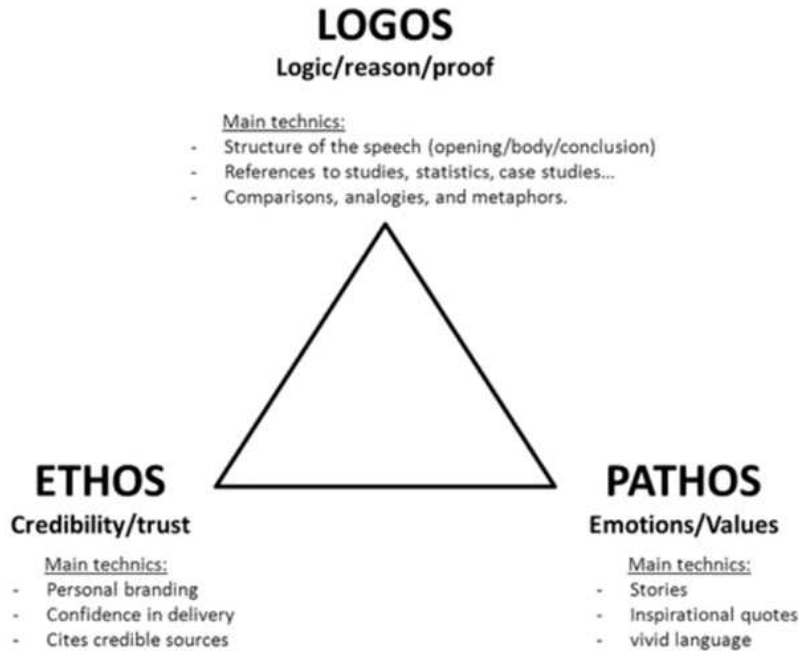 LOGOS
Logic/reason/proof
Main technics:
- Structure of the speech (opening/body/conclusion)
- References to studies, statistics, case studies...
- Comparisons, analogies, and metaphors.
ETHOS
Credibility/trust
Main technics:
- Personal branding
- Confidence in delivery
- Cites credible sources
PATHOS
Emotions/Values
Main technics:
- Stories
- Inspirational quotes
- vivid language